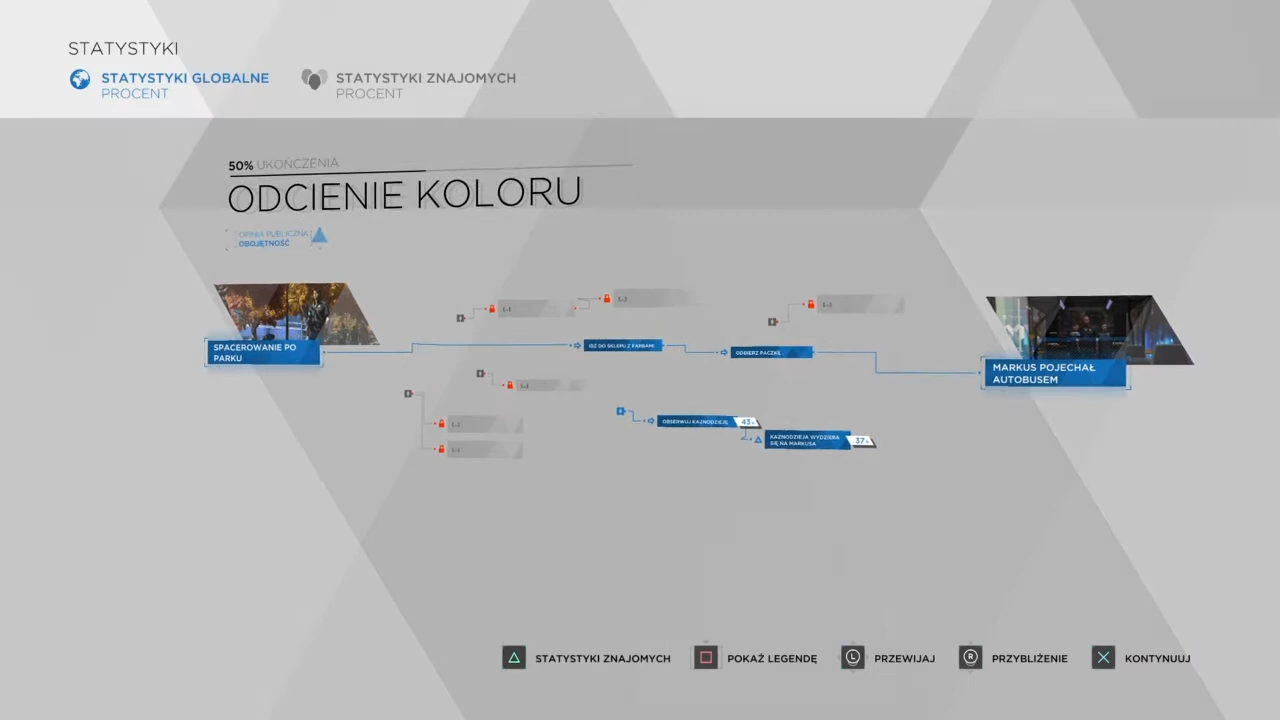 STATYSTYKI
STATYSTYKI GLOBALNE
PROCENT
STATYSTYKI ZNAJOMYCH
PROCENT
50% UKOŃCZENIA
ODCIENIE KOLORU
OPINIA PUBLICZNA
OBOJĘTNOŚĆ
[...]
[...]
[...]
SPACEROWANIE PO
PARKU
IDŹ DO SKLEPU Z FARBAMI
ODBIERZ PACZKĘ
MARKUS POJECHAŁ
AUTOBUSEM
[...]
[...]
[...]
OBSERWUJ KAZNODZIEJĘ 43%
KAZNODZIEJA WYDZIERA
SIĘ NA MARKUSA
37%
STATYSTYKI ZNAJOMYCH
POKAŻ LEGENDĘ
L PRZEWIJAJ
R PRZYBLIŻENIE
KONTYNUUJ